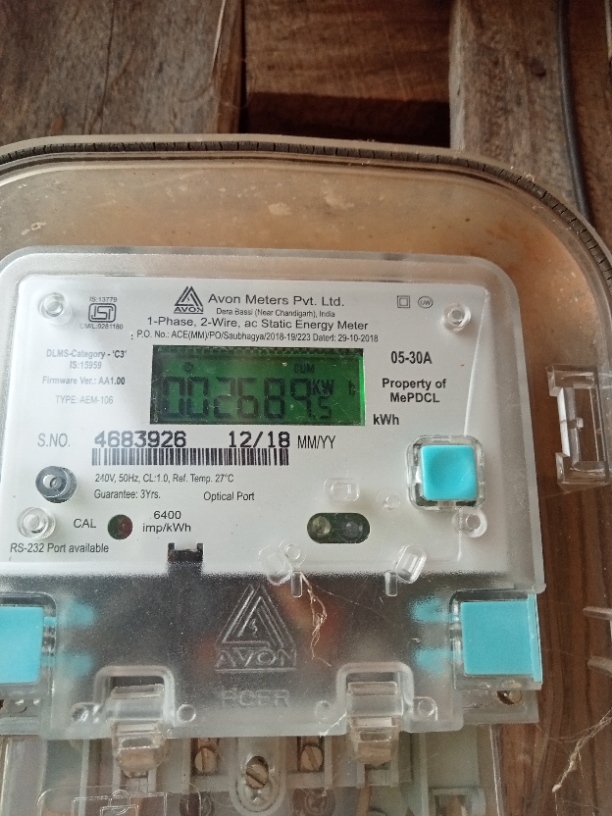 IS:13779
ISI
CM/L:9281186
AVON
Avon Meters Pvt. Ltd.
Dera Bassi (Near Chandigarh), India
1-Phase, 2-Wire, ac Static Energy Meter
P.O. No.: ACE(MM)/PO/Saubhagya/2018-19/223 Dated: 29-10-2018
DLMS-Category - 'C3'
IS:15959
Firmware Ver.: AA1.00
TYPE: AEM-106
CUM
002689.5 KW
kWh
05-30A
Property of
MePDCL
S.NO. 4683926 12/18 MM/YY
240V, 50Hz, CL:1.0, Ref. Temp. 27°C
Guarantee: 3Yrs. Optical Port
CAL 6400
imp/kWh
RS-232 Port available
AVON